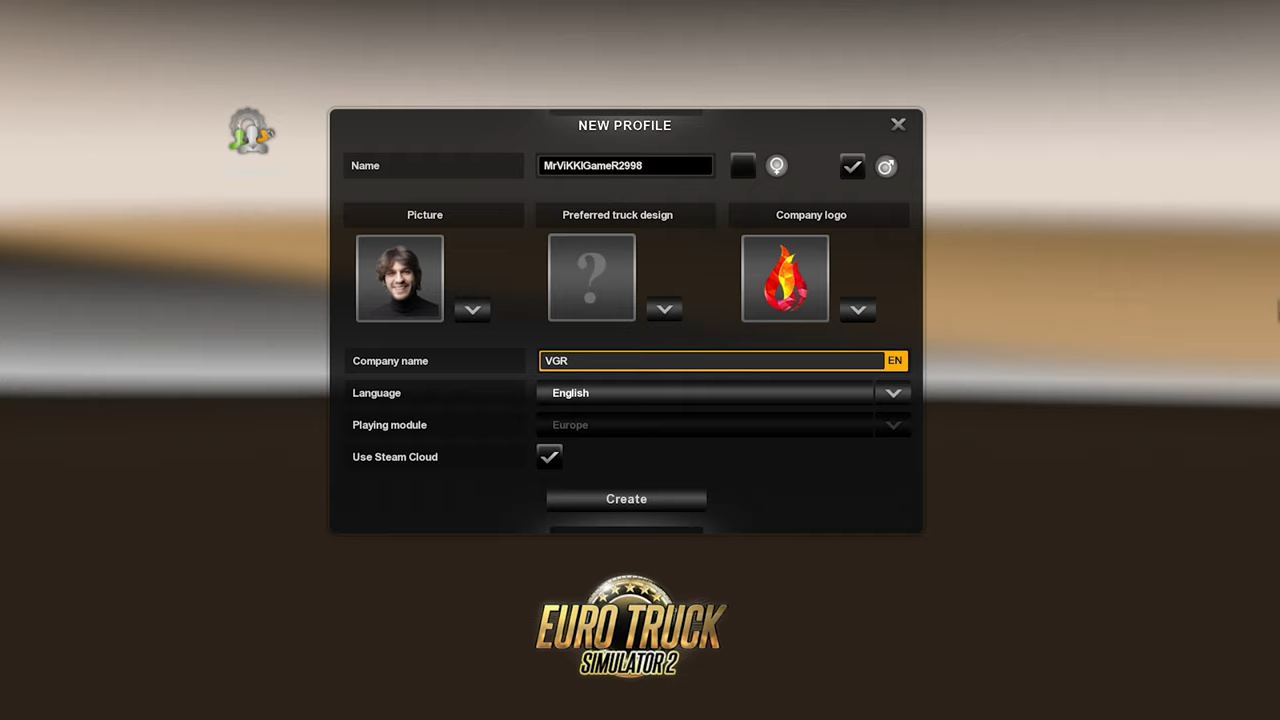 NEW PROFILE
Name
MrViKKIGameR2998
Picture
Preferred truck design
Company logo
?
Company name
VGR
EN
Language
English
Playing module
Europe
Use Steam Cloud
Create
EURO TRUCK
SIMULATOR 2